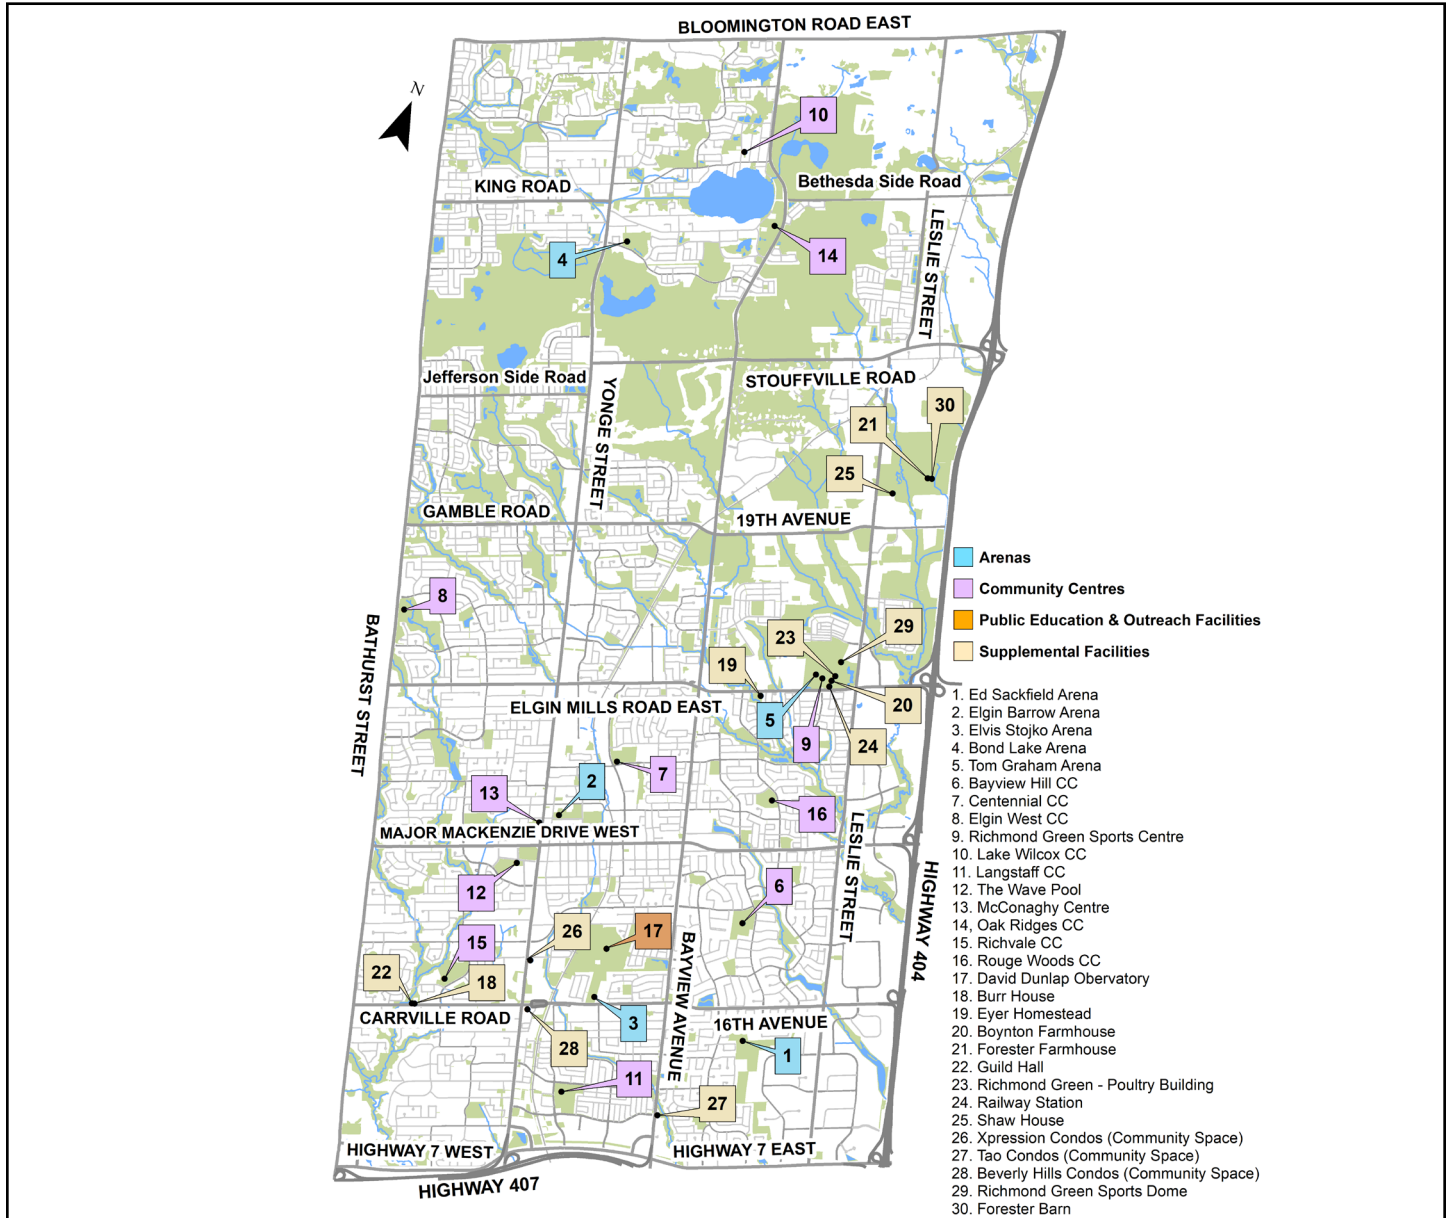 BLOOMINGTON ROAD EAST
N
10
KING ROAD
Bethesda Side Road
LESLIE STREET
4
14
Jefferson Side Road
STOUFFVILLE ROAD
YONGE STREET
30
21
25
GAMBLE ROAD
19TH AVENUE
Arenas
Community Centres
Public Education & Outreach Facilities
Supplemental Facilities
8
BATHURST STREET
23
29
19
20
5
9
24
ELGIN MILLS ROAD EAST
7
2
13
16
MAJOR MACKENZIE DRIVE WEST
LESLIE STREET
HIGHWAY 404
12
6
26
17
15
22
18
BAYVIEW AVENUE
CARRVILLE ROAD
3
16TH AVENUE
28
1
11
27
HIGHWAY 7 WEST
HIGHWAY 7 EAST
HIGHWAY 407
1. Ed Sackfield Arena
2. Elgin Barrow Arena
3. Elvis Stojko Arena
4. Bond Lake Arena
5. Tom Graham Arena
6. Bayview Hill CC
7. Centennial CC
8. Elgin West CC
9. Richmond Green Sports Centre
10. Lake Wilcox CC
11. Langstaff CC
12. The Wave Pool
13. McConaghy Centre
14, Oak Ridges CC
15. Richvale CC
16. Rouge Woods CC
17. David Dunlap Obervatory
18. Burr House
19. Eyer Homestead
20. Boynton Farmhouse
21. Forester Farmhouse
22. Guild Hall
23. Richmond Green - Poultry Building
24. Railway Station
25. Shaw House
26. Xpression Condos (Community Space)
27. Tao Condos (Community Space)
28. Beverly Hills Condos (Community Space)
29. Richmond Green Sports Dome
30. Forester Barn